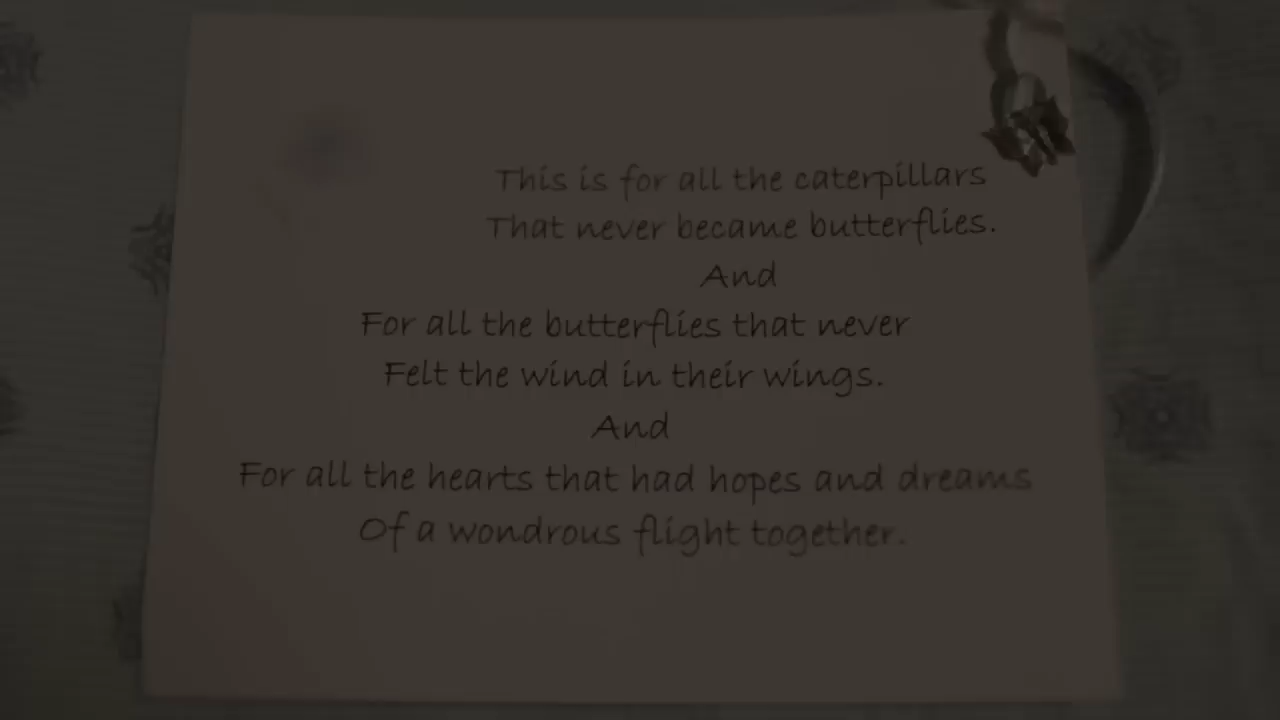 This is for all the caterpillars
That never became butterflies.
And
For all the butterflies that never
Felt the wind in their wings.
And
For all the hearts that had hopes and dreams
Of a wondrous flight together.